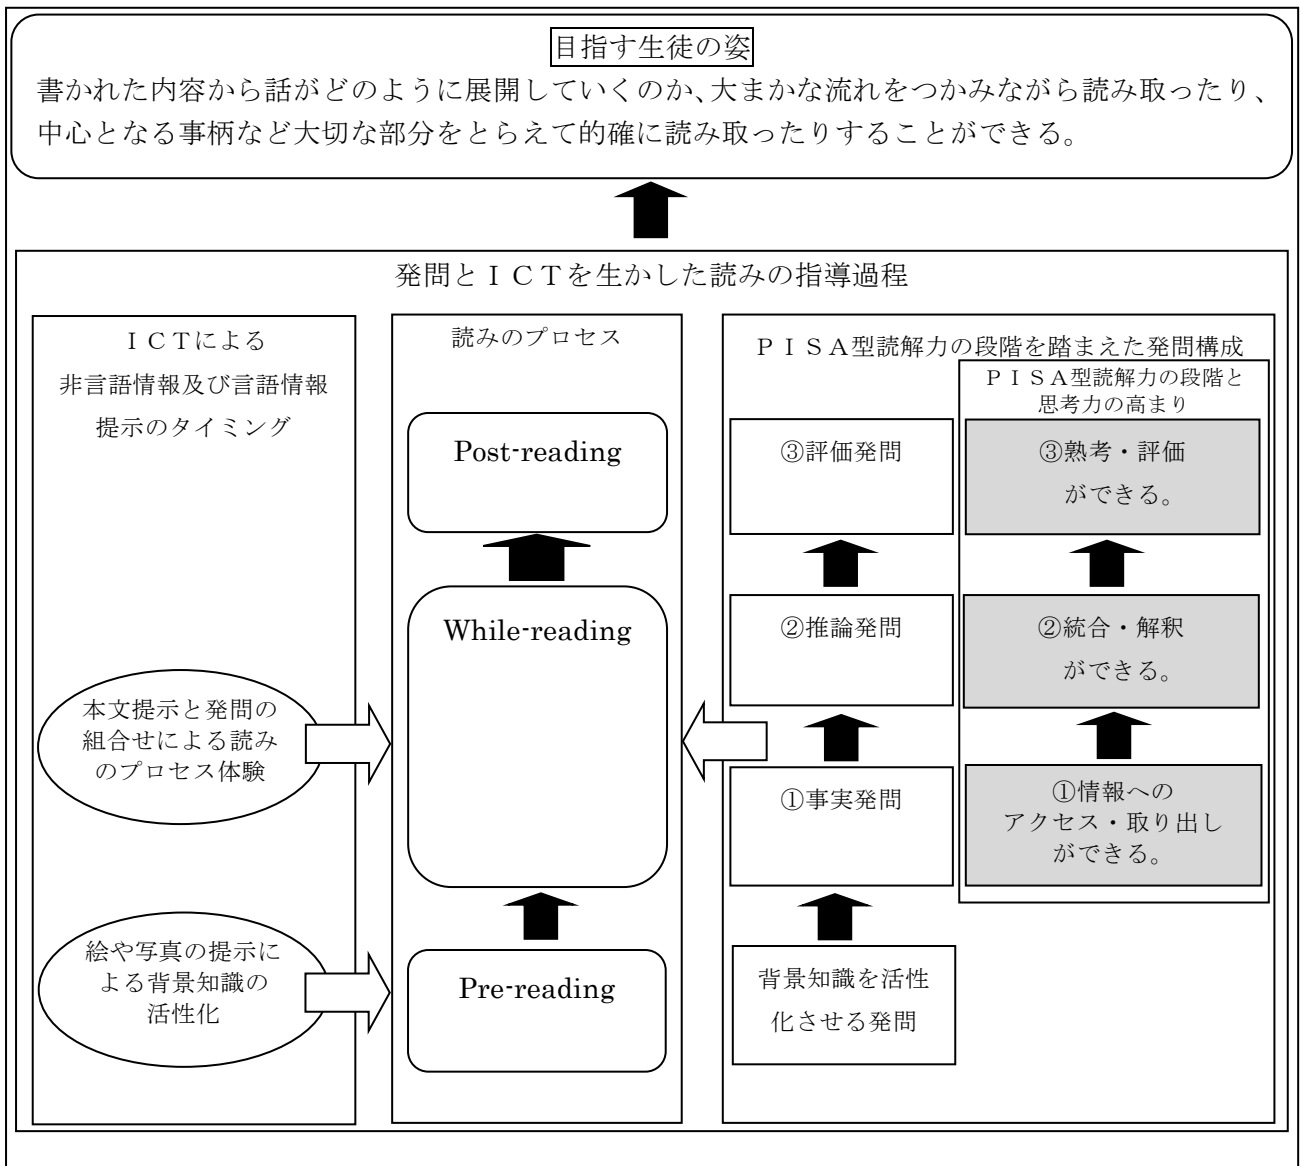 目指す生徒の姿
書かれた内容から話がどのように展開していくのか、大まかな流れをつかみながら読み取ったり、
中心となる事柄など大切な部分をとらえて的確に読み取ったりすることができる。
発問とＩＣＴを生かした読みの指導過程
ＩＣＴによる
非言語情報及び言語情報
提示のタイミング
本文提示と発問の
組合せによる読み
のプロセス体験
絵や写真の提示に
よる背景知識の
活性化
読みのプロセス
Post-reading
While-reading
Pre-reading
ＰＩＳＡ型読解力の段階を踏まえた発問構成
③評価発問
②推論発問
①事実発問
背景知識を活性
化させる発問
ＰＩＳＡ型読解力の段階と
思考力の高まり
③熟考・評価
ができる。
②統合・解釈
ができる。
①情報への
アクセス・取り出し
ができる。